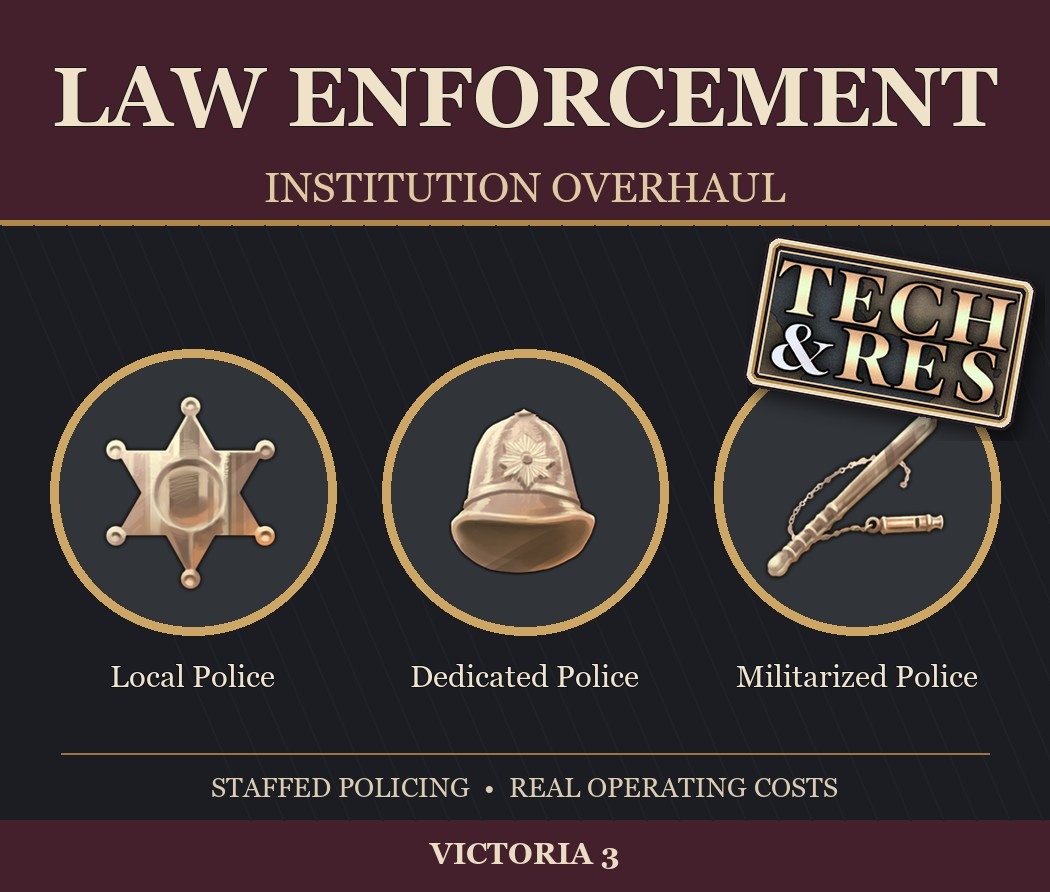 LAW ENFORCEMENT
INSTITUTION OVERHAUL
TECH
&RES
Local Police
Dedicated Police
Militarized Police
STAFFED POLICING • REAL OPERATING COSTS
VICTORIA 3